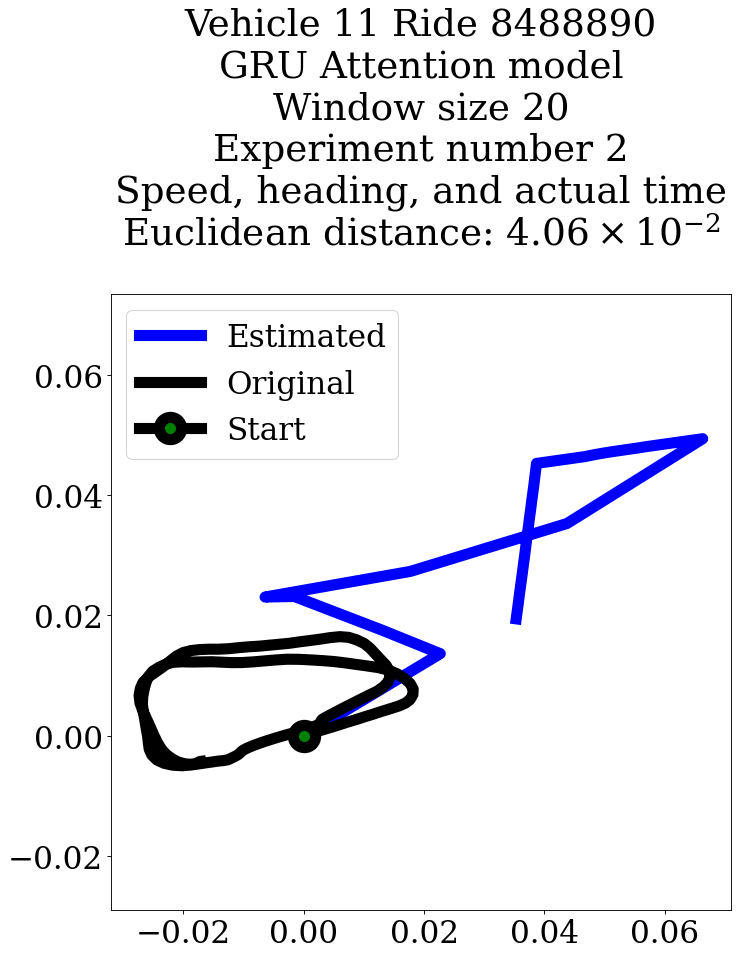 Vehicle 11 Ride 8488890
GRU Attention model
Window size 20
Experiment number 2
Speed, heading, and actual time
Euclidean distance: 4.06 × 10⁻²
Estimated
Original
Start
0.06
0.04
0.02
0.00
−0.02
−0.02
0.00
0.02
0.04
0.06